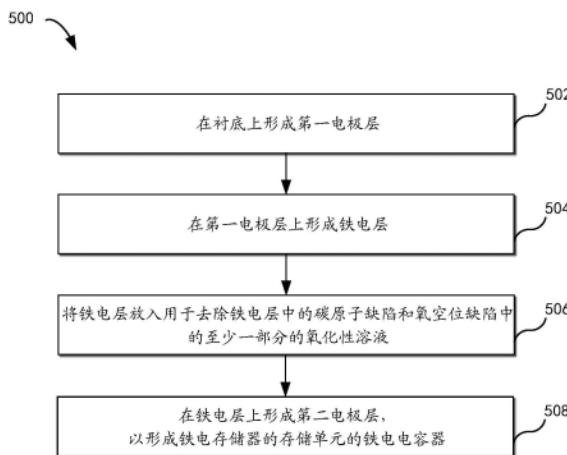 500
502
在衬底上形成第一电极层
504
在第一电极层上形成铁电层
506
将铁电层放入用于去除铁电层中的碳原子缺陷和氧空位缺陷中
的至少一部分的氧化性溶液
508
在铁电层上形成第二电极层，
以形成铁电存储器的存储单元的铁电电容器